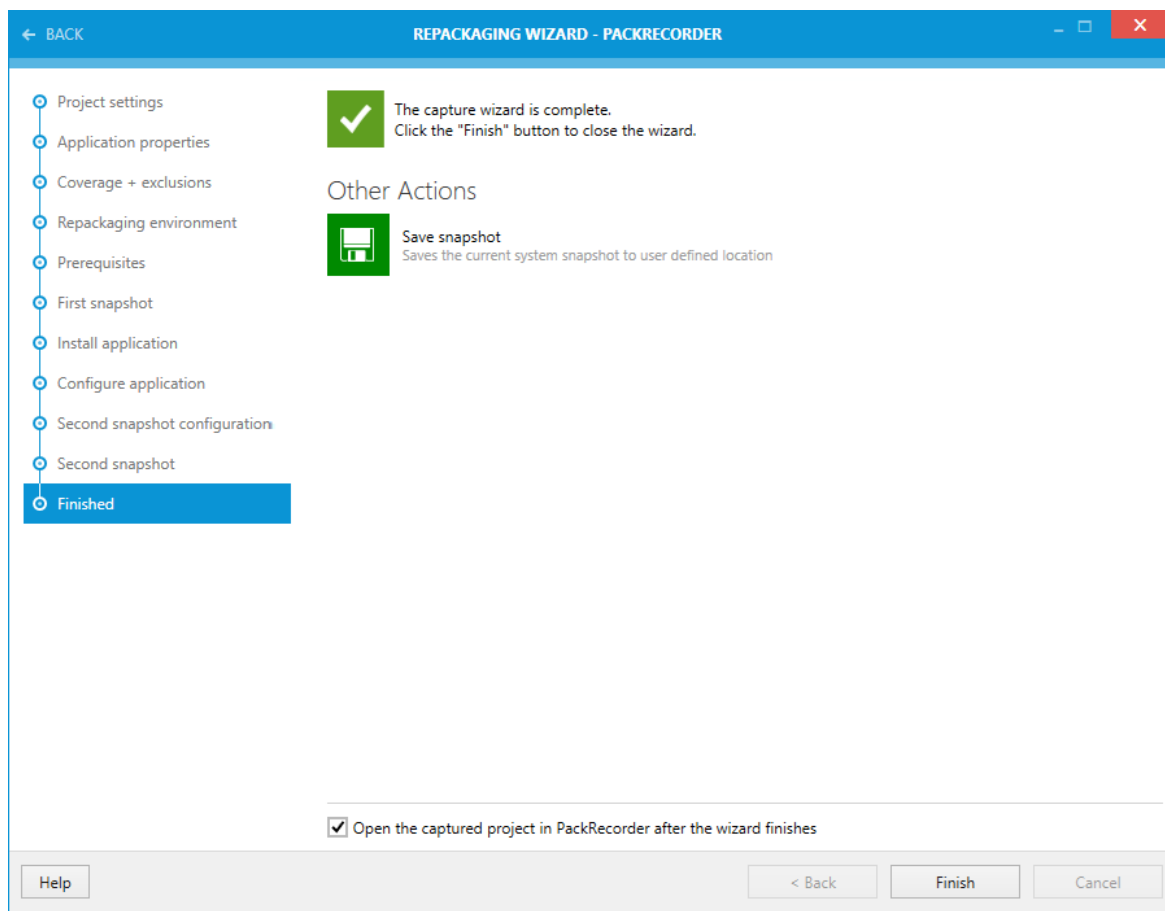 ← BACK
REPACKAGING WIZARD - PACKRECORDER
Project settings
Application properties
Coverage + exclusions
Repackaging environment
Prerequisites
First snapshot
Install application
Configure application
Second snapshot configuration
Second snapshot
Finished
The capture wizard is complete.
Click the "Finish" button to close the wizard.
Other Actions
Save snapshot
Saves the current system snapshot to user defined location
Open the captured project in PackRecorder after the wizard finishes
Help
< Back
Finish
Cancel